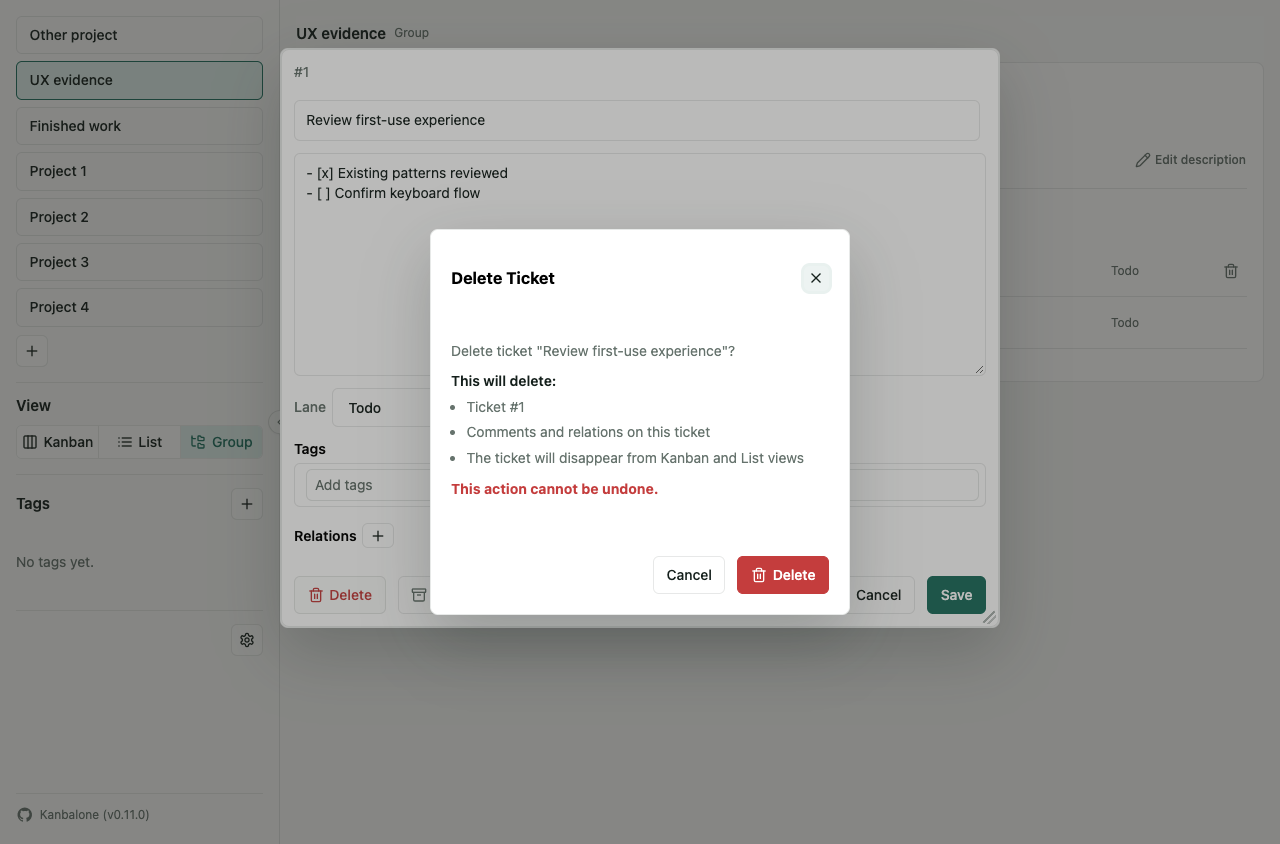 Other project
UX evidence
Finished work
Project 1
Project 2
Project 3
Project 4
View
Kanban List Group
Tags
No tags yet.
Kanbalone (v0.11.0)
UX evidence Group
Edit description
Todo
Todo
#1
Review first-use experience
- [x] Existing patterns reviewed
- [ ] Confirm keyboard flow
Lane Todo
Tags
Add tags
Relations
Delete
Cancel Save
Delete Ticket
Delete ticket "Review first-use experience"?
This will delete:
Ticket #1
Comments and relations on this ticket
The ticket will disappear from Kanban and List views
This action cannot be undone.
Cancel Delete